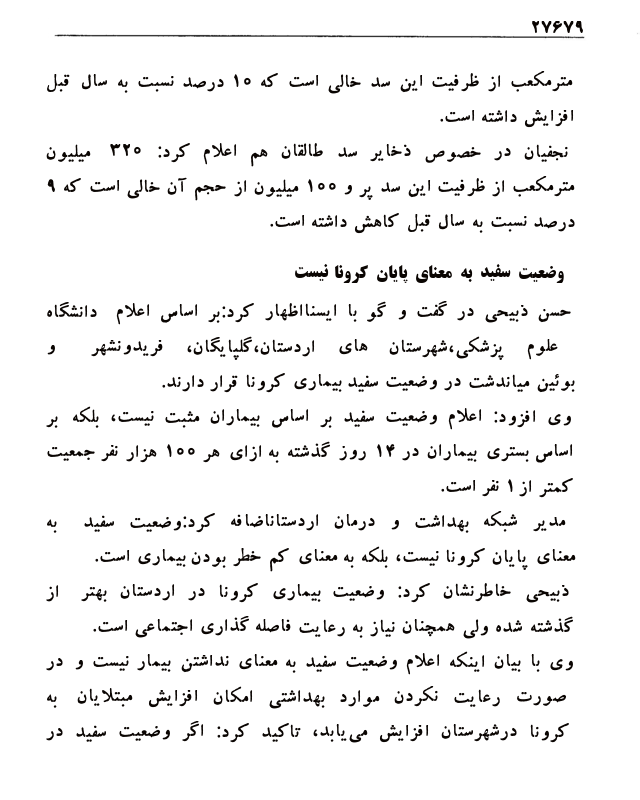 ۲۷۶۷۹
مترمکعب از ظرفیت این سد خالی است که ۱۰ درصد نسبت به سال قبل
افزایش داشته است.
نجفیان در خصوص ذخایر سد طالقان هم اعلام کرد: ۳۲۰ میلیون
مترمکعب از ظرفیت این سد پر و ۱۰۰ میلیون از حجم آن خالی است که ۹
درصد نسبت به سال قبل کاهش داشته است.
وضعیت سفید به معنای پایان کرونا نیست
حسن ذبیحی در گفت و گو با ایسنااظهار کرد:بر اساس اعلام دانشگاه
علوم پزشکی،شهرستان های اردستان،گلپایگان، فریدونشهر و
بوئین میاندشت در وضعیت سفید بیماری کرونا قرار دارند.
وی افزود: اعلام وضعیت سفید بر اساس بیماران مثبت نیست، بلکه بر
اساس بستری بیماران در ۱۴ روز گذشته به ازای هر ۱۰۰ هزار نفر جمعیت
کمتر از ۱ نفر است.
مدیر شبکه بهداشت و درمان اردستاناضافه کرد:وضعیت سفید به
معنای پایان کرونا نیست، بلکه به معنای کم خطر بودن بیماری است.
ذبیحی خاطرنشان کرد: وضعیت بیماری کرونا در اردستان بهتر از
گذشته شده ولی همچنان نیاز به رعایت فاصله گذاری اجتماعی است.
وی با بیان اینکه اعلام وضعیت سفید به معنای نداشتن بیمار نیست و در
صورت رعایت نکردن موارد بهداشتی امکان افزایش مبتلایان به
کرونا درشهرستان افزایش می‌یابد، تاکید کرد: اگر وضعیت سفید در